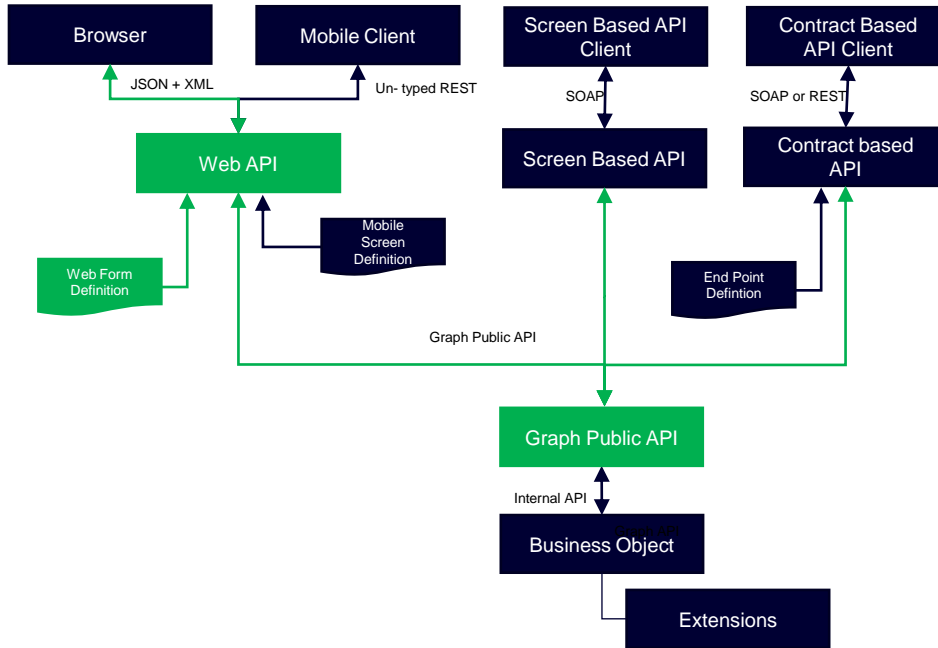 Browser
Mobile Client
Screen Based API
Client
Contract Based
API Client
JSON + XML
Un- typed REST
SOAP
SOAP or REST
Web API
Screen Based API
Contract based
API
Mobile
Screen
Definition
Web Form
Definition
End Point
Defintion
Graph Public API
Graph Public API
Internal API
Business Object
Extensions